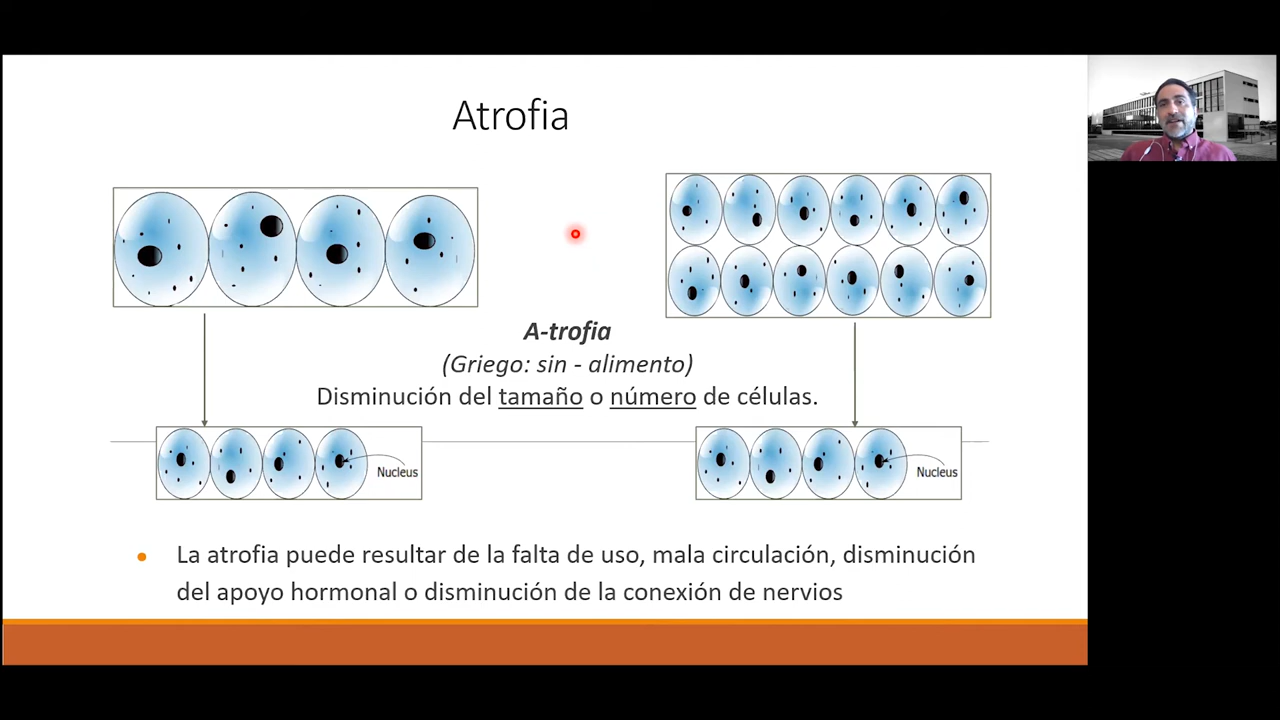 Atrofia
A-trofia
(Griego: sin - alimento)
Disminución del tamaño o número de células.
Nucleus
Nucleus
La atrofia puede resultar de la falta de uso, mala circulación, disminución
del apoyo hormonal o disminución de la conexión de nervios